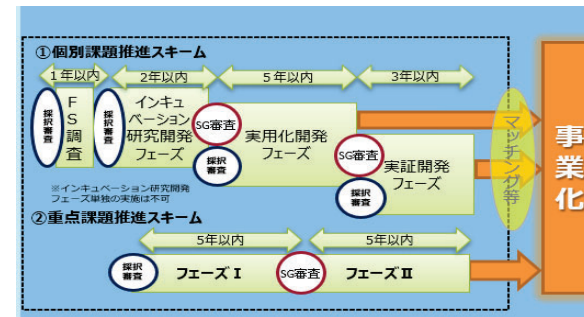 ①個別課題推進スキーム
1年以内
2年以内
5年以内
3年以内
採択
審査
FS調査
採択
審査
インキュ
ベーション
研究開発
フェーズ
SG審査
採択
審査
実用化開発
フェーズ
SG審査
採択
審査
実証開発
フェーズ
マッチング等
事業化
※インキュベーション研究開発
フェーズ単独の実施は不可
②重点課題推進スキーム
5年以内
5年以内
採択
審査
フェーズⅠ
SG審査
フェーズⅡ